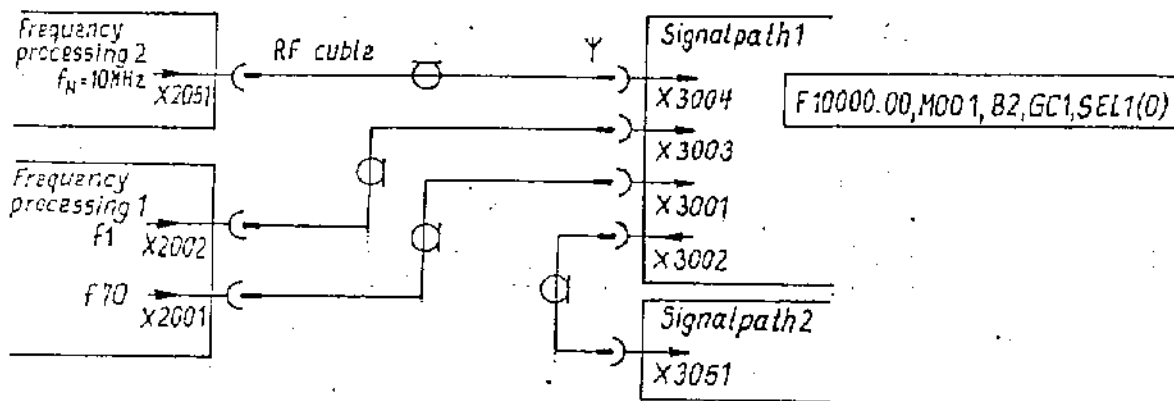 Frequency
processing 2
fN=10MHz
X2051
RF cuble
Signalpath1
X3004
F10000.00,MOD1, B2,GC1,SEL1(0)
X3003
Frequency
processing 1
f1
X2002
X3001
X3002
f70
X2001
Signalpath2
X3051